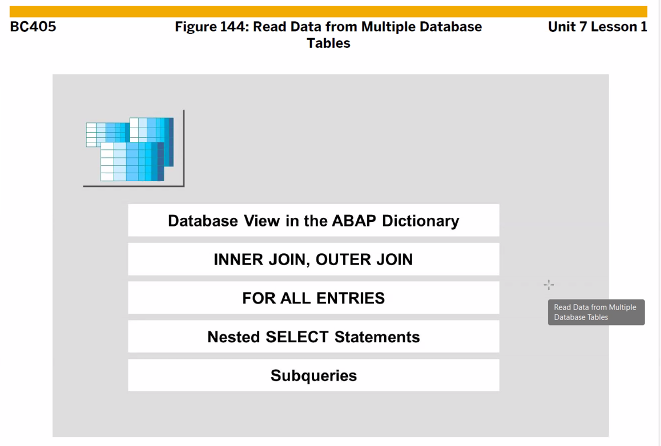 BC405
Figure 144: Read Data from Multiple Database
Tables
Unit 7 Lesson 1
Database View in the ABAP Dictionary
INNER JOIN, OUTER JOIN
FOR ALL ENTRIES
Nested SELECT Statements
Subqueries
Read Data from Multiple
Database Tables